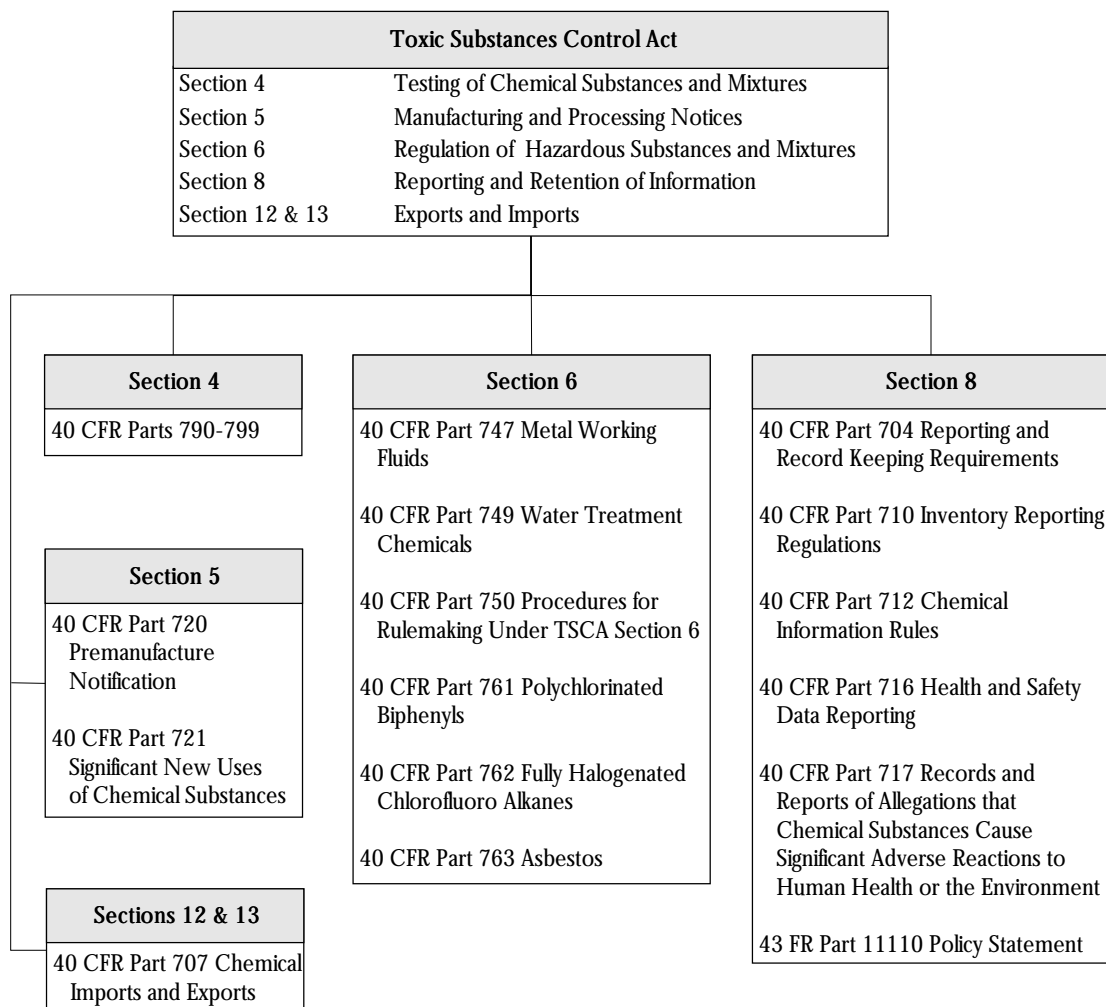 Toxic Substances Control Act
Section 4 Testing of Chemical Substances and Mixtures
Section 5 Manufacturing and Processing Notices
Section 6 Regulation of Hazardous Substances and Mixtures
Section 8 Reporting and Retention of Information
Section 12 & 13 Exports and Imports
Section 4
40 CFR Parts 790-799
Section 5
40 CFR Part 720
Premanufacture
Notification
40 CFR Part 721
Significant New Uses
of Chemical Substances
Sections 12 & 13
40 CFR Part 707 Chemical
Imports and Exports
Section 6
40 CFR Part 747 Metal Working
Fluids
40 CFR Part 749 Water Treatment
Chemicals
40 CFR Part 750 Procedures for
Rulemaking Under TSCA Section 6
40 CFR Part 761 Polychlorinated
Biphenyls
40 CFR Part 762 Fully Halogenated
Chlorofluoro Alkanes
40 CFR Part 763 Asbestos
Section 8
40 CFR Part 704 Reporting and
Record Keeping Requirements
40 CFR Part 710 Inventory Reporting
Regulations
40 CFR Part 712 Chemical
Information Rules
40 CFR Part 716 Health and Safety
Data Reporting
40 CFR Part 717 Records and
Reports of Allegations that
Chemical Substances Cause
Significant Adverse Reactions to
Human Health or the Environment
43 FR Part 11110 Policy Statement